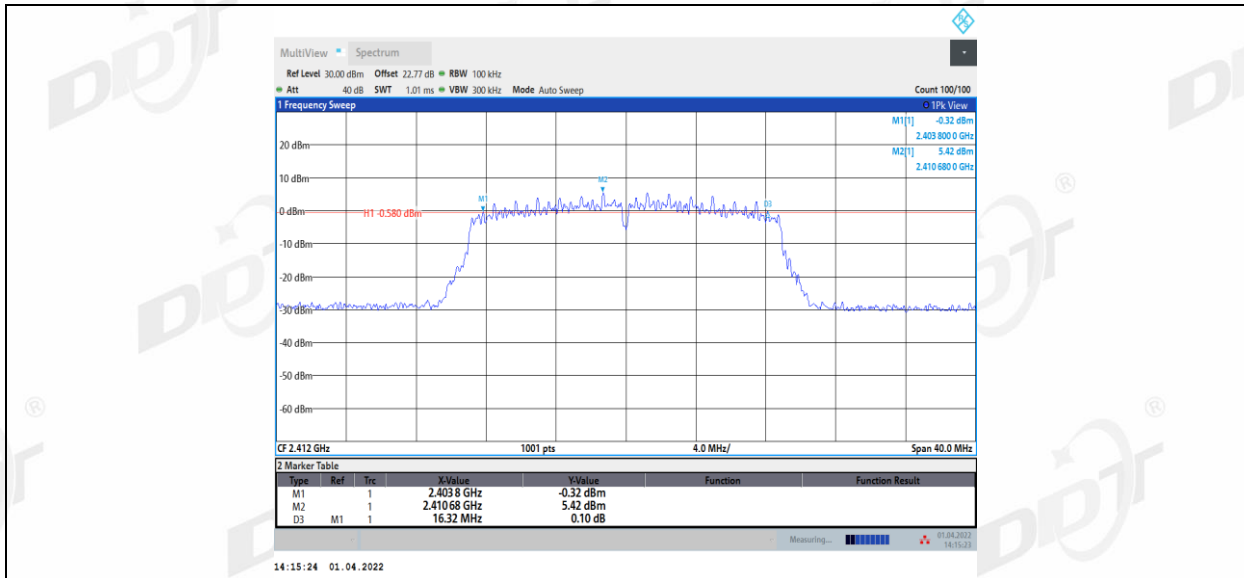 R&S
MultiView Spectrum
Ref Level 30.00 dBm Offset 22.77 dB RBW 100 kHz
Att 40 dB SWT 1.01 ms VBW 300 kHz Mode Auto Sweep Count 100/100
1 Frequency Sweep 1Pk View
M1[1] -0.32 dBm
2.403 800 0 GHz
M2[1] 5.42 dBm
2.410 680 0 GHz
20 dBm
10 dBm
M2
M1
D3
0 dBm
H1 -0.580 dBm
-10 dBm
-20 dBm
-30 dBm
-40 dBm
-50 dBm
-60 dBm
CF 2.412 GHz 1001 pts 4.0 MHz/ Span 40.0 MHz
2 Marker Table
Type Ref Trc X-Value Y-Value Function Function Result
M1 1 2.403 8 GHz -0.32 dBm
M2 1 2.410 68 GHz 5.42 dBm
D3 M1 1 16.32 MHz 0.10 dB
Measuring... 01.04.2022
14:15:23
14:15:24 01.04.2022
DDT ®